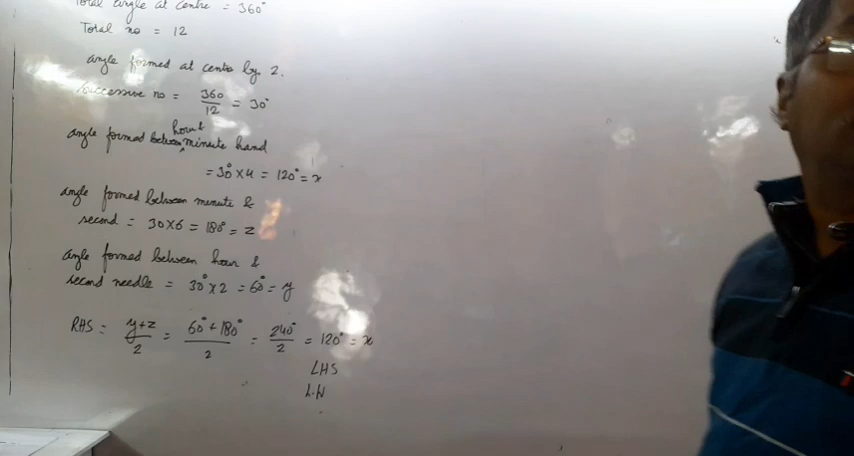 Total angle at centre = 360°
Total no = 12
angle formed at centre by 2.
Successive no = 360/12 = 30°
angle formed between hour & minute hand
= 30° × 4 = 120° = x
angle formed between minute &
second = 30 × 6 = 180° = z
angle formed between hour &
second needle = 30° × 2 = 60° = y
RHS = y+z/2 = 60° + 180°/2 = 240°/2 = 120° = x
LHS